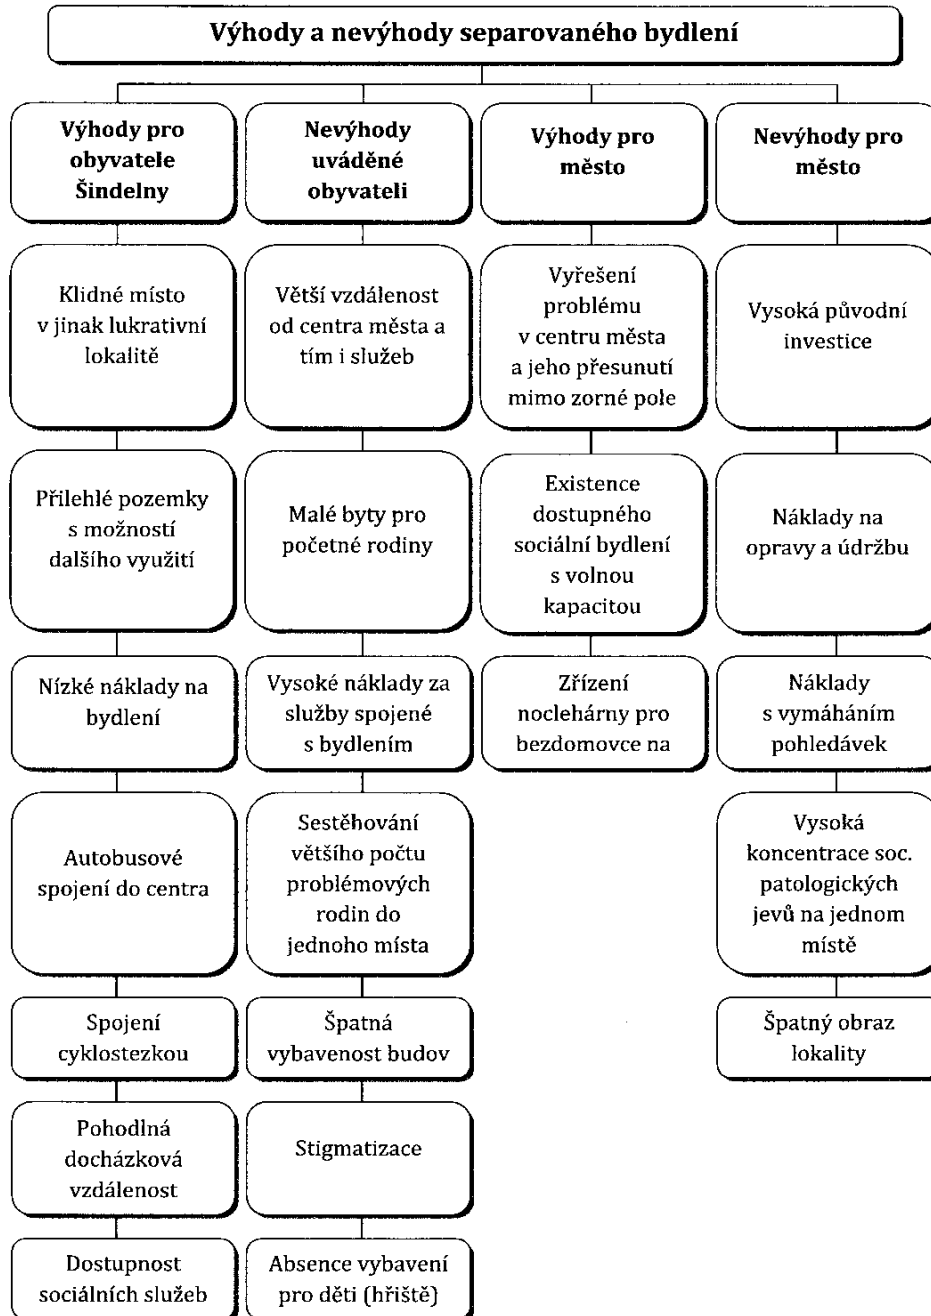 Výhody a nevýhody separovaného bydlení
Výhody pro
obyvatele
Šindelny
Klidné místo
v jinak lukrativní
lokalitě
Přilehlé pozemky
s možností
dalšího využití
Nízké náklady na
bydlení
Autobusové
spojení do centra
Spojení
cyklostezkou
Pohodlná
docházková
vzdálenost
Dostupnost
sociálních služeb
Nevýhody
uváděné
obyvateli
Větší vzdálenost
od centra města a
tím i služeb
Malé byty pro
početné rodiny
Vysoké náklady za
služby spojené
s bydlením
Sestěhování
většího počtu
problémových
rodin do
jednoho místa
Špatná
vybavenost budov
Stigmatizace
Absence vybavení
pro děti (hřiště)
Výhody pro
město
Vyřešení
problému
v centru města
a jeho přesunutí
mimo zorné pole
Existence
dostupného
sociální bydlení
s volnou
kapacitou
Zřízení
noclehárny pro
bezdomovce na
Nevýhody pro
město
Vysoká původní
investice
Náklady na
opravy a údržbu
Náklady
s vymáháním
pohledávek
Vysoká
koncentrace soc.
patologických
jevů na jednom
místě
Špatný obraz
lokality